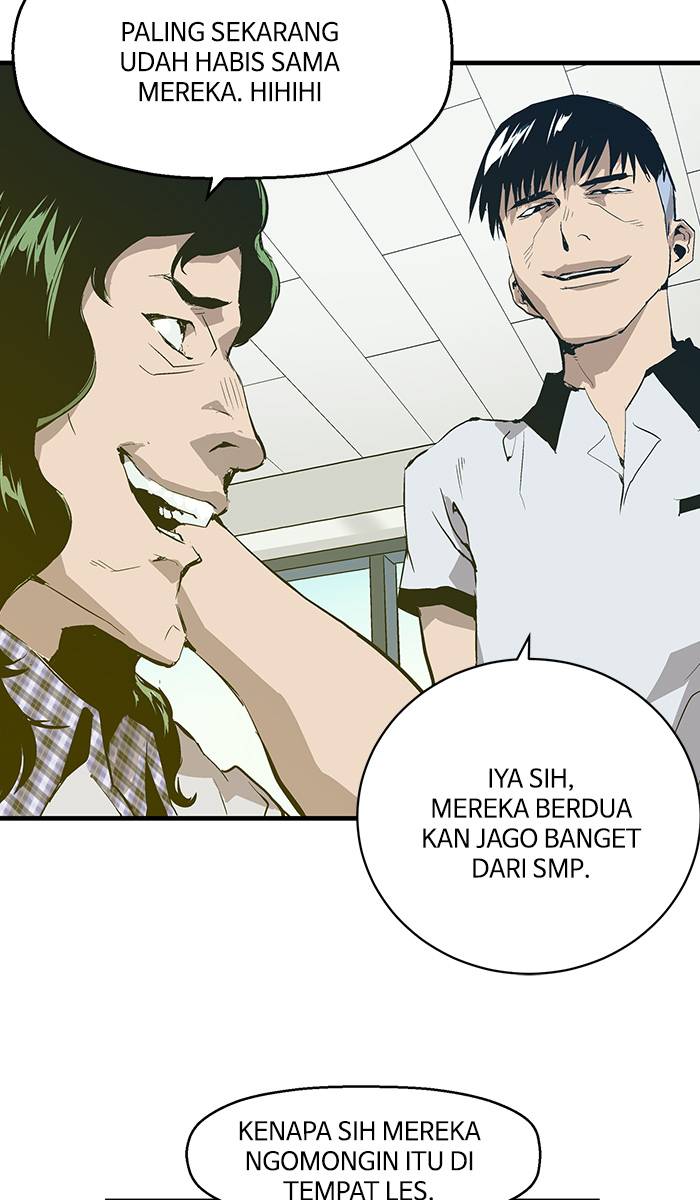 PALING SEKARANG
UDAH HABIS SAMA
MEREKA. HIHIHI
IYA SIH,
MEREKA BERDUA
KAN JAGO BANGET
DARI SMP.
KENAPA SIH MEREKA
NGOMONGIN ITU DI
TEMPAT LES.